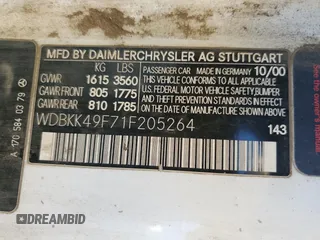 MFD BY DAIMLERCHRYSLER AG STUTTGART
KG LBS PASSENGER CAR MADE IN GERMANY 10/00
GVWR 1615 3560
GAWR FRONT 805 1775
GAWR REAR 810 1785
THIS VEHICLE CONFORMS TO ALL APPLICABLE FEDERAL MOTOR VEHICLE SAFETY, BUMPER AND THEFT PREVENTION STANDARDS IN EFFECT ON THE DATE OF MANUFACTURE SHOWN ABOVE.
WDBKK49F71F205264
143
A 170 584 03 79
DREAMBID